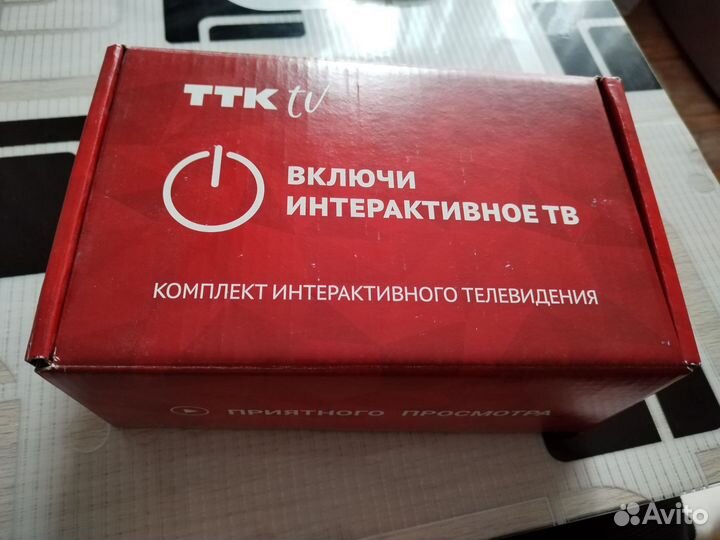 ТТК tv
ВКЛЮЧИ
ИНТЕРАКТИВНОЕ ТВ
КОМПЛЕКТ ИНТЕРАКТИВНОГО ТЕЛЕВИДЕНИЯ
ПРИЯТНОГО ПРОСМОТРА
Avito